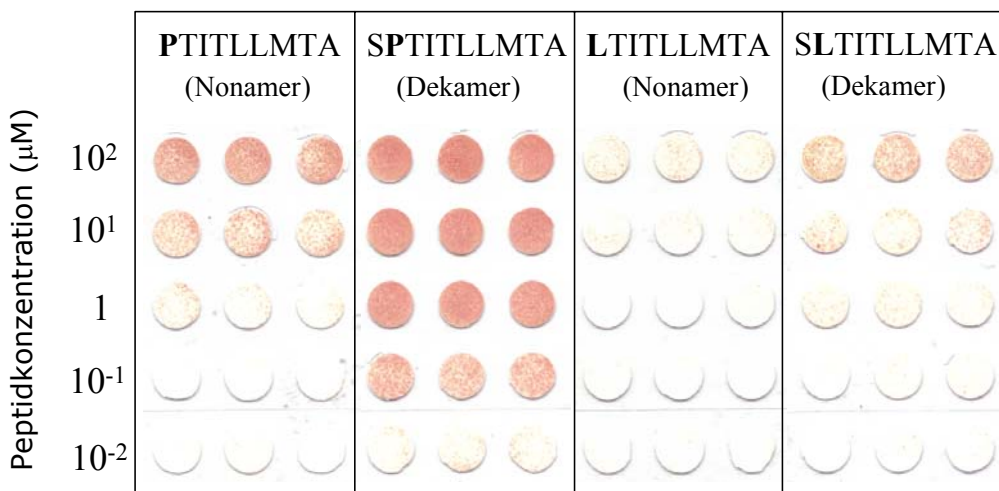 PTITLLMTA SPTITLLMTA LTITLLMTA SLTITLLMTA
(Nonamer) (Dekamer) (Nonamer) (Dekamer)
Peptidkonzentration (μM)
10²
10¹
1
10⁻¹
10⁻²